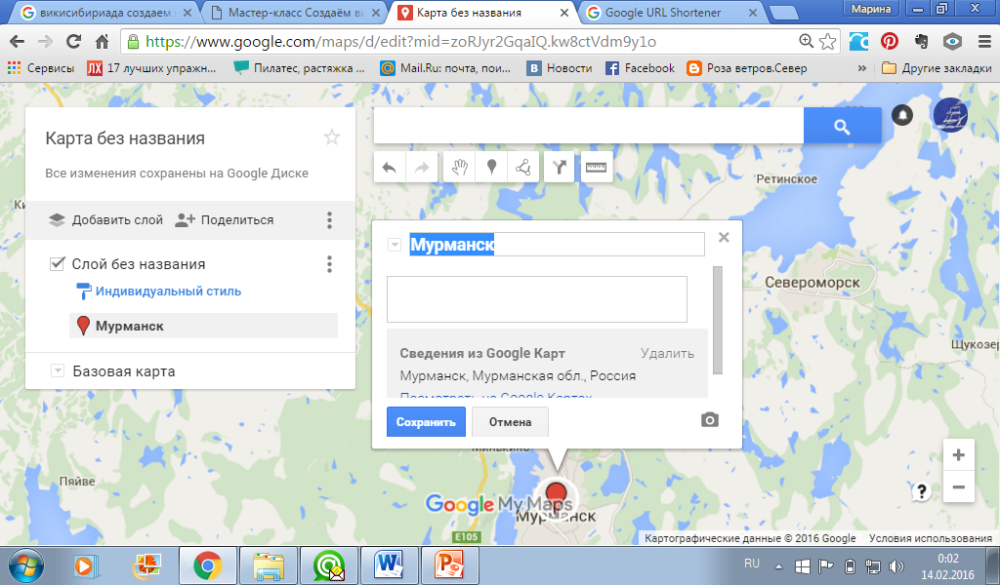 викисибириада создаем
Мастер-класс Создаём ви
Карта без названия
Google URL Shortener
Марина
https://www.google.com/maps/d/edit?mid=zoRJyr2GqaIQ.kw8ctVdm9y1o
Сервисы
ЛХ 17 лучших упражн...
Пилатес, растяжка ...
Mail.Ru: почта, пои...
В Новости
Facebook
Роза ветров.Север
»
Другие закладки
Карта без названия
Все изменения сохранены на Google Диске
Добавить слой
Поделиться
Слой без названия
Индивидуальный стиль
Мурманск
Базовая карта
Ретинское
Мурманск
Североморск
Щукозер
Сведения из Google Карт
Удалить
Мурманск, Мурманская обл., Россия
Посмотреть на Google Картах
Сохранить
Отмена
Минькино
Пяйве
Google My Maps
Мурманск
E105
+
−
?
Картографические данные © 2016 Google
Условия использования
RU
0:02
14.02.2016